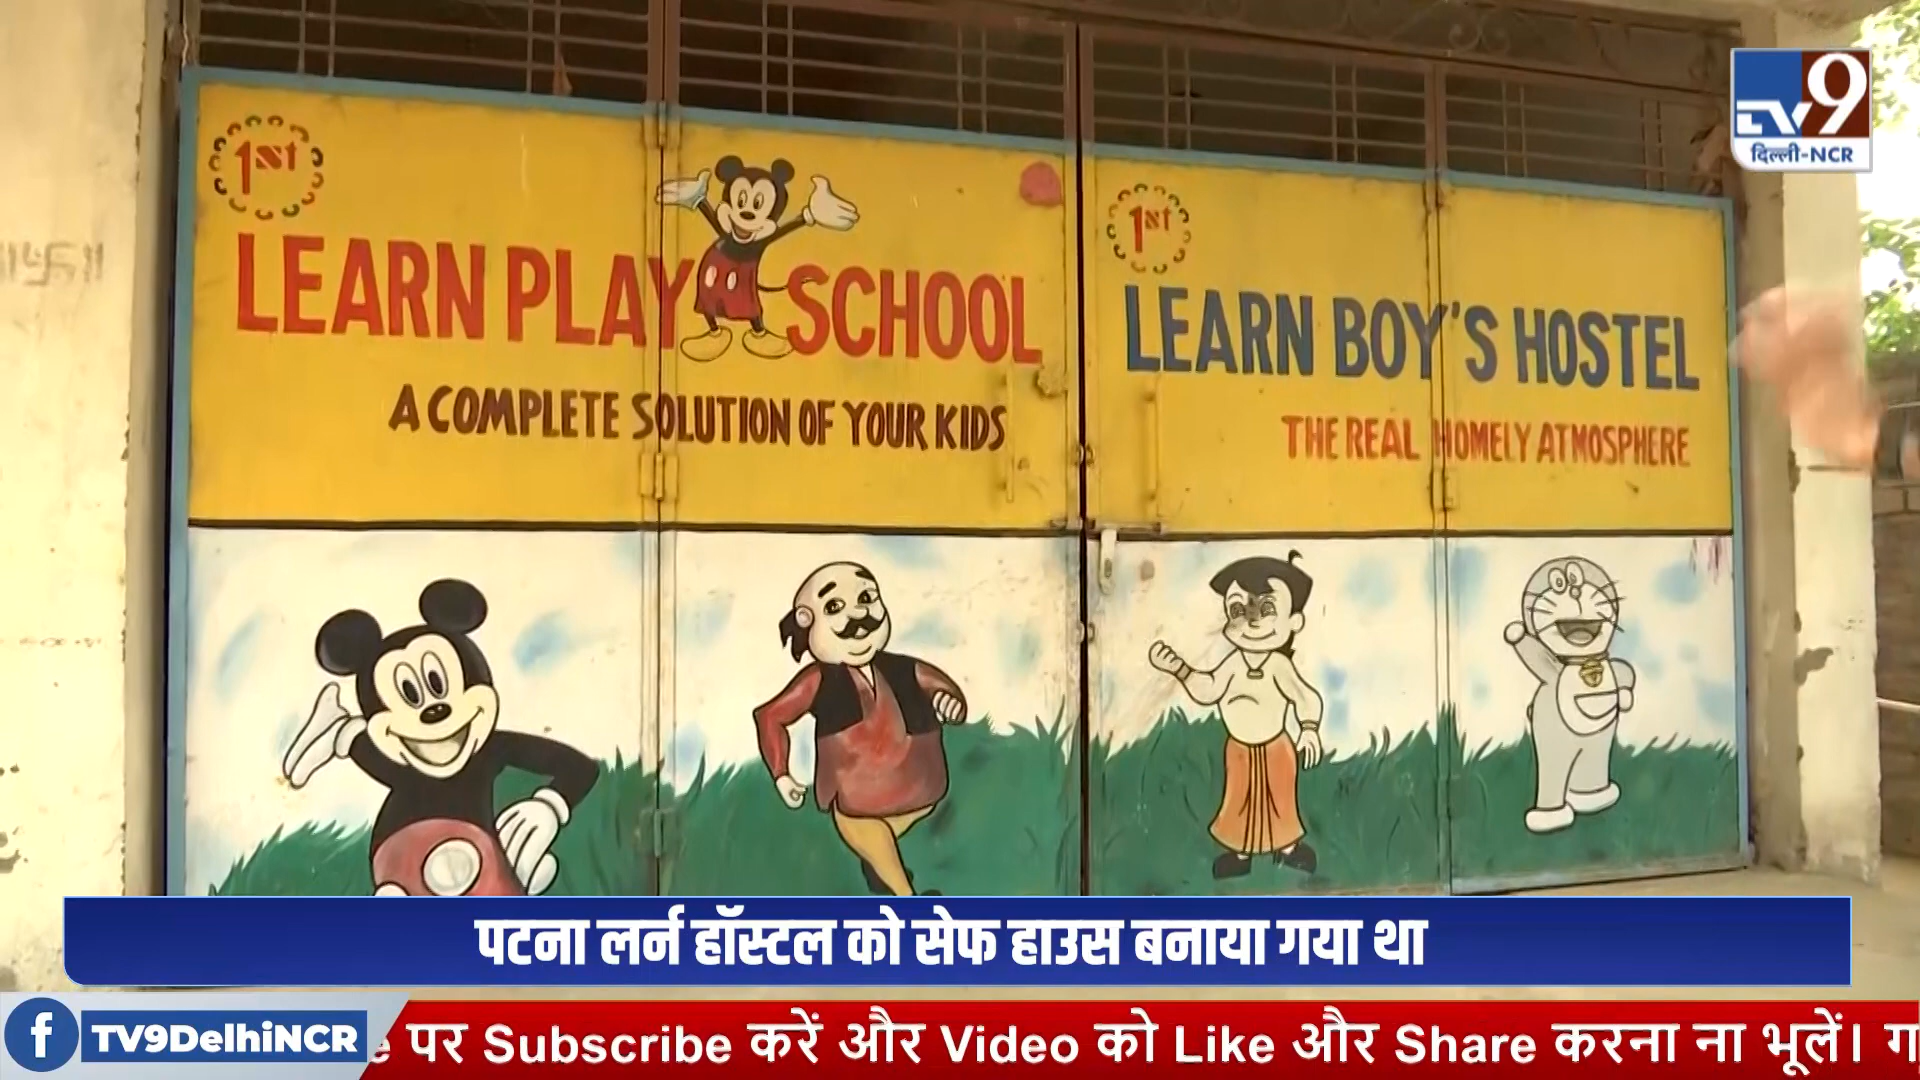 TV9
दिल्ली-NCR
1st
LEARN PLAY SCHOOL
A COMPLETE SOLUTION OF YOUR KIDS
1st
LEARN BOY'S HOSTEL
THE REAL HOMELY ATMOSPHERE
पटना लर्न हॉस्टल को सेफ हाउस बनाया गया था
f TV9DelhiNCR
e पर Subscribe करें और Video को Like और Share करना ना भूलें। ग